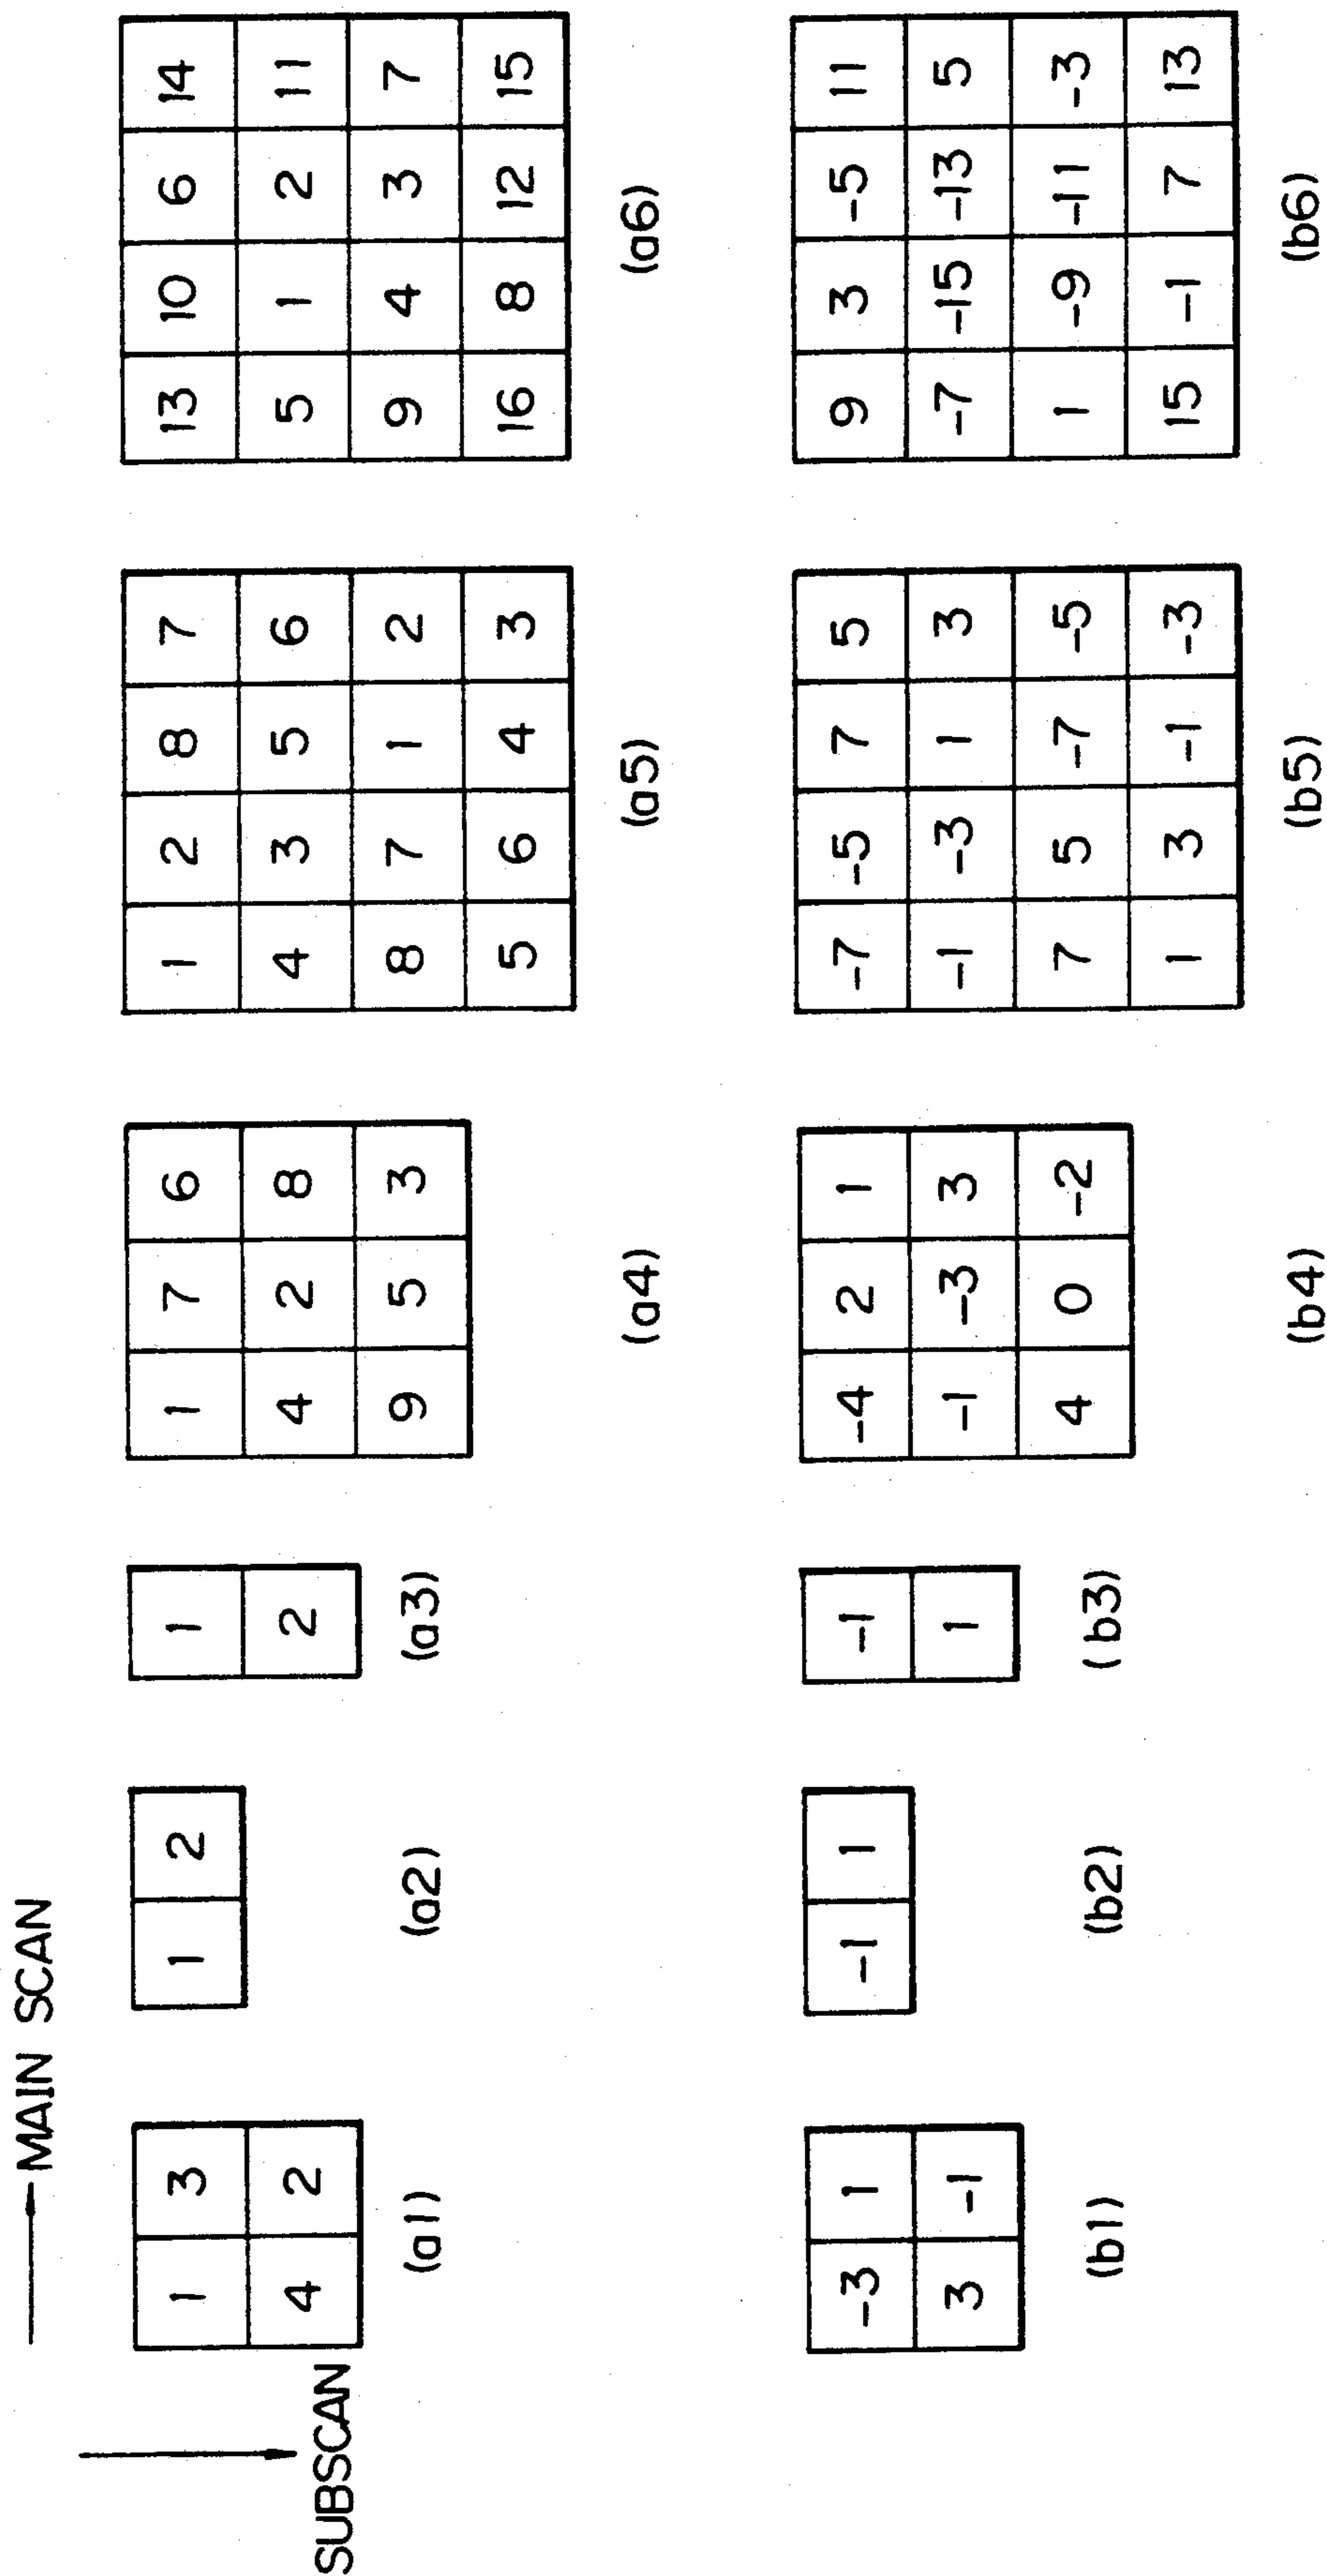 MAIN SCAN
SUBSCAN
1 3
4 2
(a1)
1 2
(a2)
1
2
(a3)
1 7 6
4 2 8
9 5 3
(a4)
1 2 8 7
4 3 5 6
8 7 1 2
5 6 4 3
(a5)
13 10 6 14
5 1 2 11
9 4 3 7
16 8 12 15
(a6)
-3 1
3 -1
(b1)
-1 1
(b2)
-1
1
(b3)
-4 2 1
-1 -3 3
4 0 -2
(b4)
-7 -5 7 5
-1 -3 1 3
7 5 -7 -5
1 3 -1 -3
(b5)
9 3 -5 11
-7 -15 -13 5
1 -9 -11 -3
15 -1 7 13
(b6)